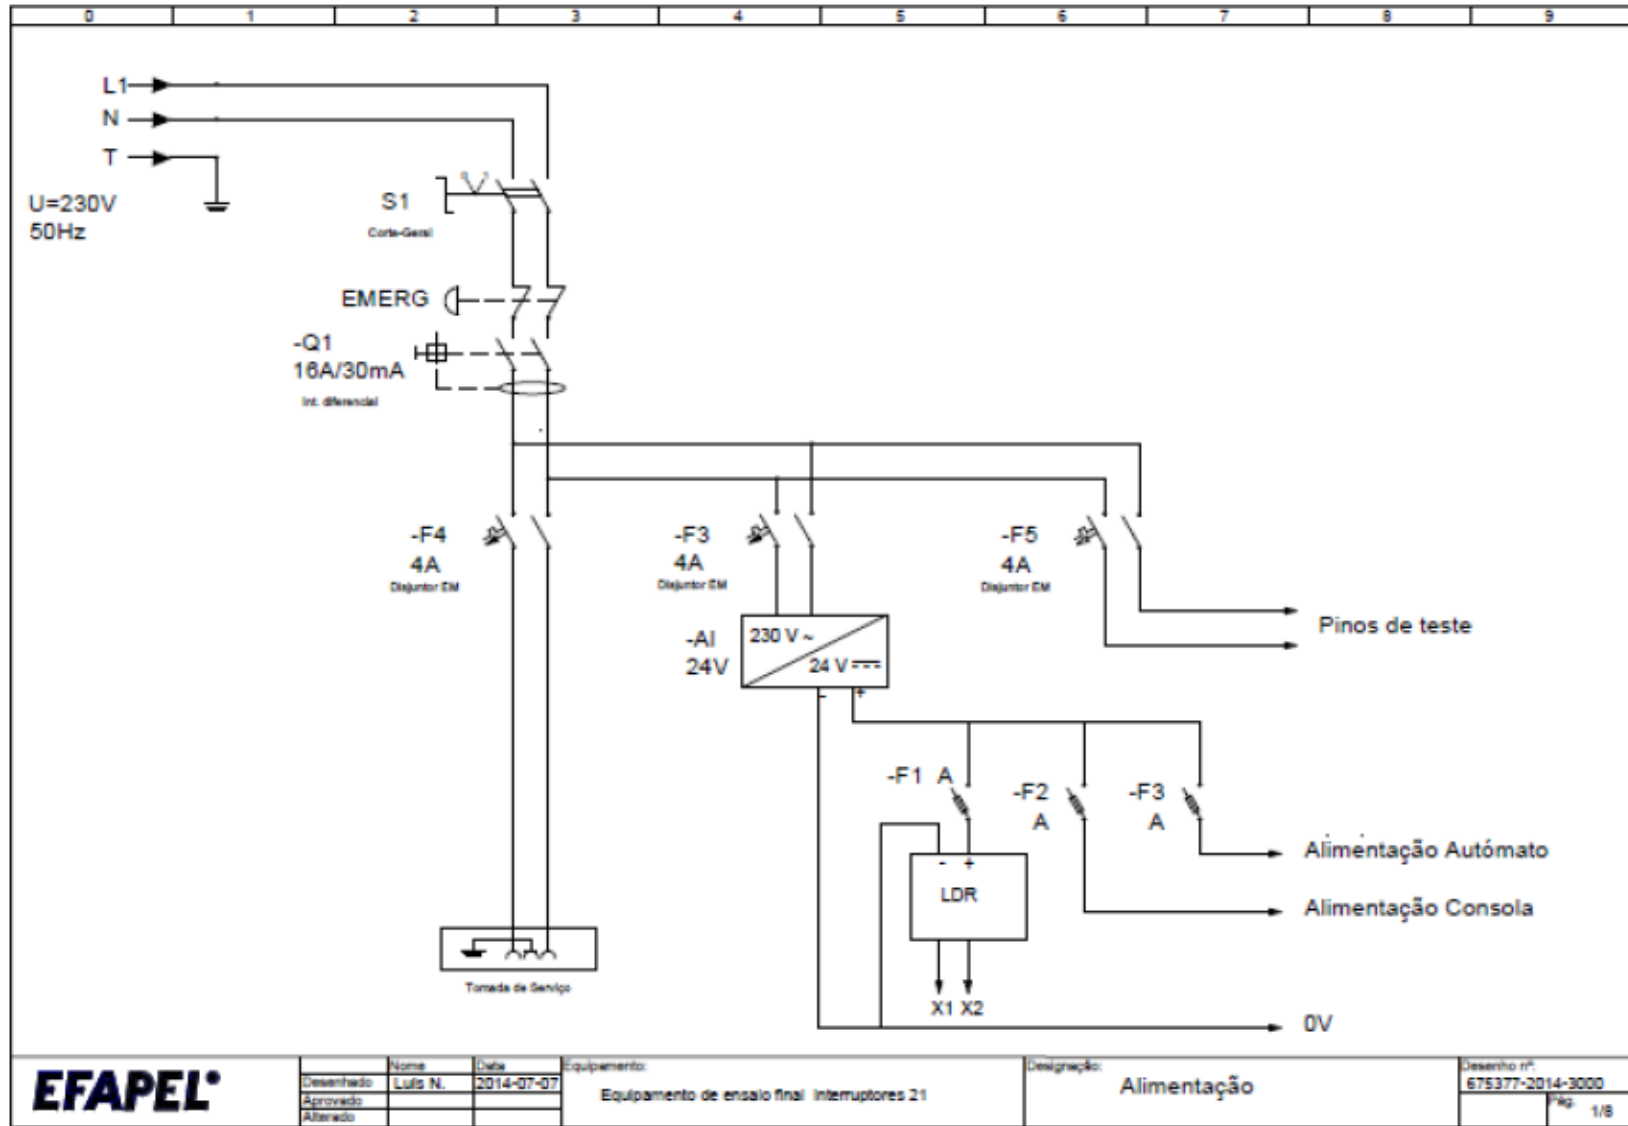 0 1 2 3 4 5 6 7 8 9
L1
N
T
U=230V
50Hz
0 1
S1
Corte-Geral
EMERG
-Q1
16A/30mA
Int. diferencial
-F4
4A
Disjuntor EM
-F3
4A
Disjuntor EM
-F5
4A
Disjuntor EM
-AI
24V
230 V ~
24 V
- +
Pinos de teste
-F1 A
-F2
A
-F3
A
- +
LDR
X1 X2
Alimentação Autómato
Alimentação Consola
0V
Tomada de Serviço
EFAPEL
Nome Data
Desenhado Luís N. 2014-07-07
Aprovado
Alterado
Equipamento:
Equipamento de ensaio final Interruptores 21
Designação:
Alimentação
Desenho nº:
675377-2014-3000
Pág.
1/8